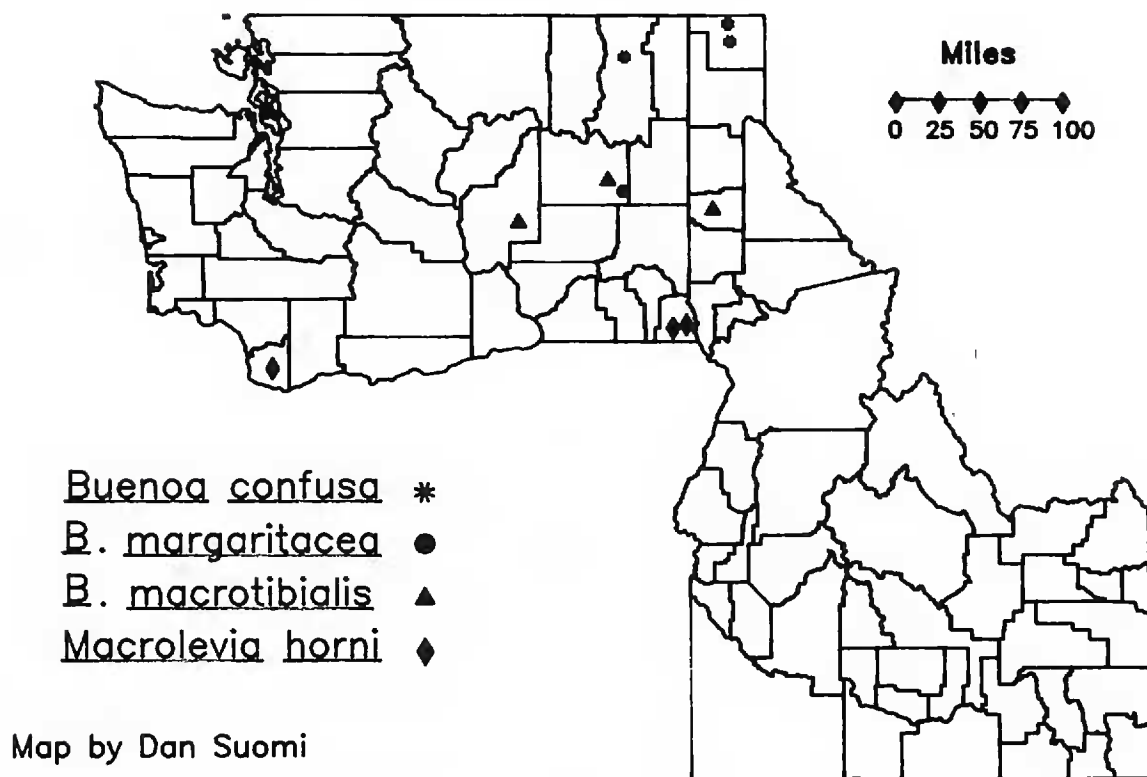 Miles
0 25 50 75 100
Buenoa confusa
B. margaritacea
B. macrotibialis
Macrolevia horni
Map by Dan Suomi